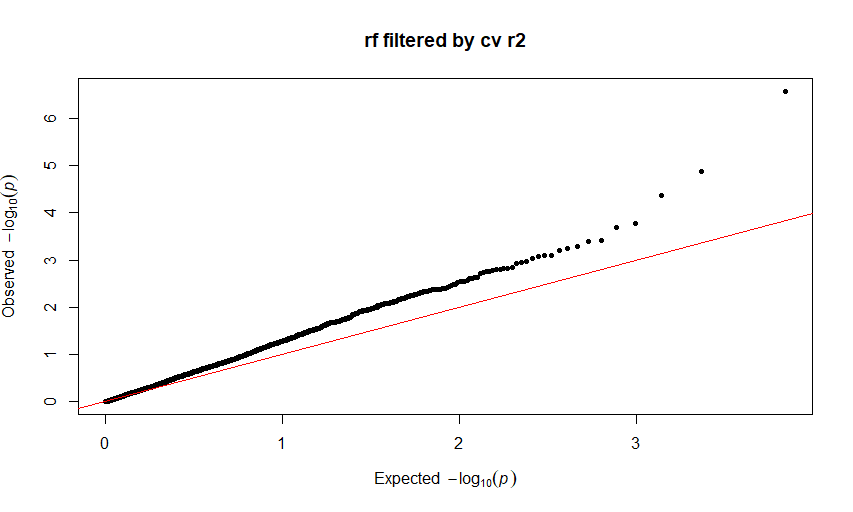 rf filtered by cv r2
Observed −log₁₀(p)
6
5
4
3
2
1
0
0 1 2 3
Expected −log₁₀(p)